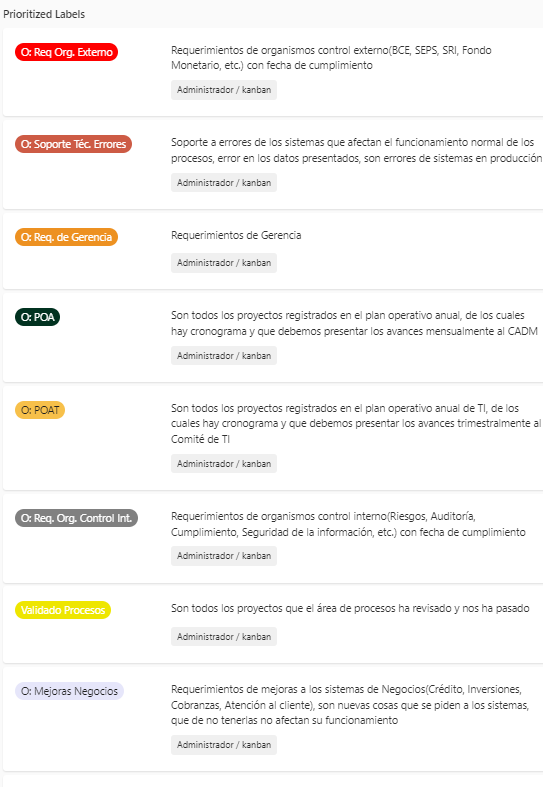 Prioritized Labels
O: Req Org. Externo
Requerimientos de organismos control externo(BCE, SEPS, SRI, Fondo
Monetario, etc.) con fecha de cumplimiento
Administrador / kanban
O: Soporte Téc. Errores
Soporte a errores de los sistemas que afectan el funcionamiento normal de los
procesos, error en los datos presentados, son errores de sistemas en producción
Administrador / kanban
O: Req. de Gerencia
Requerimientos de Gerencia
Administrador / kanban
O: POA
Son todos los proyectos registrados en el plan operativo anual, de los cuales
hay cronograma y que debemos presentar los avances mensualmente al CADM
Administrador / kanban
O: POAT
Son todos los proyectos registrados en el plan operativo anual de TI, de los
cuales hay cronograma y que debemos presentar los avances trimestralmente al
Comité de TI
Administrador / kanban
O: Req. Org. Control Int.
Requerimientos de organismos control interno(Riesgos, Auditoría,
Cumplimiento, Seguridad de la información, etc.) con fecha de cumplimiento
Administrador / kanban
Validado Procesos
Son todos los proyectos que el área de procesos ha revisado y nos ha pasado
Administrador / kanban
O: Mejoras Negocios
Requerimientos de mejoras a los sistemas de Negocios(Crédito, Inversiones,
Cobranzas, Atención al cliente), son nuevas cosas que se piden a los sistemas,
que de no tenerlas no afectan su funcionamiento
Administrador / kanban